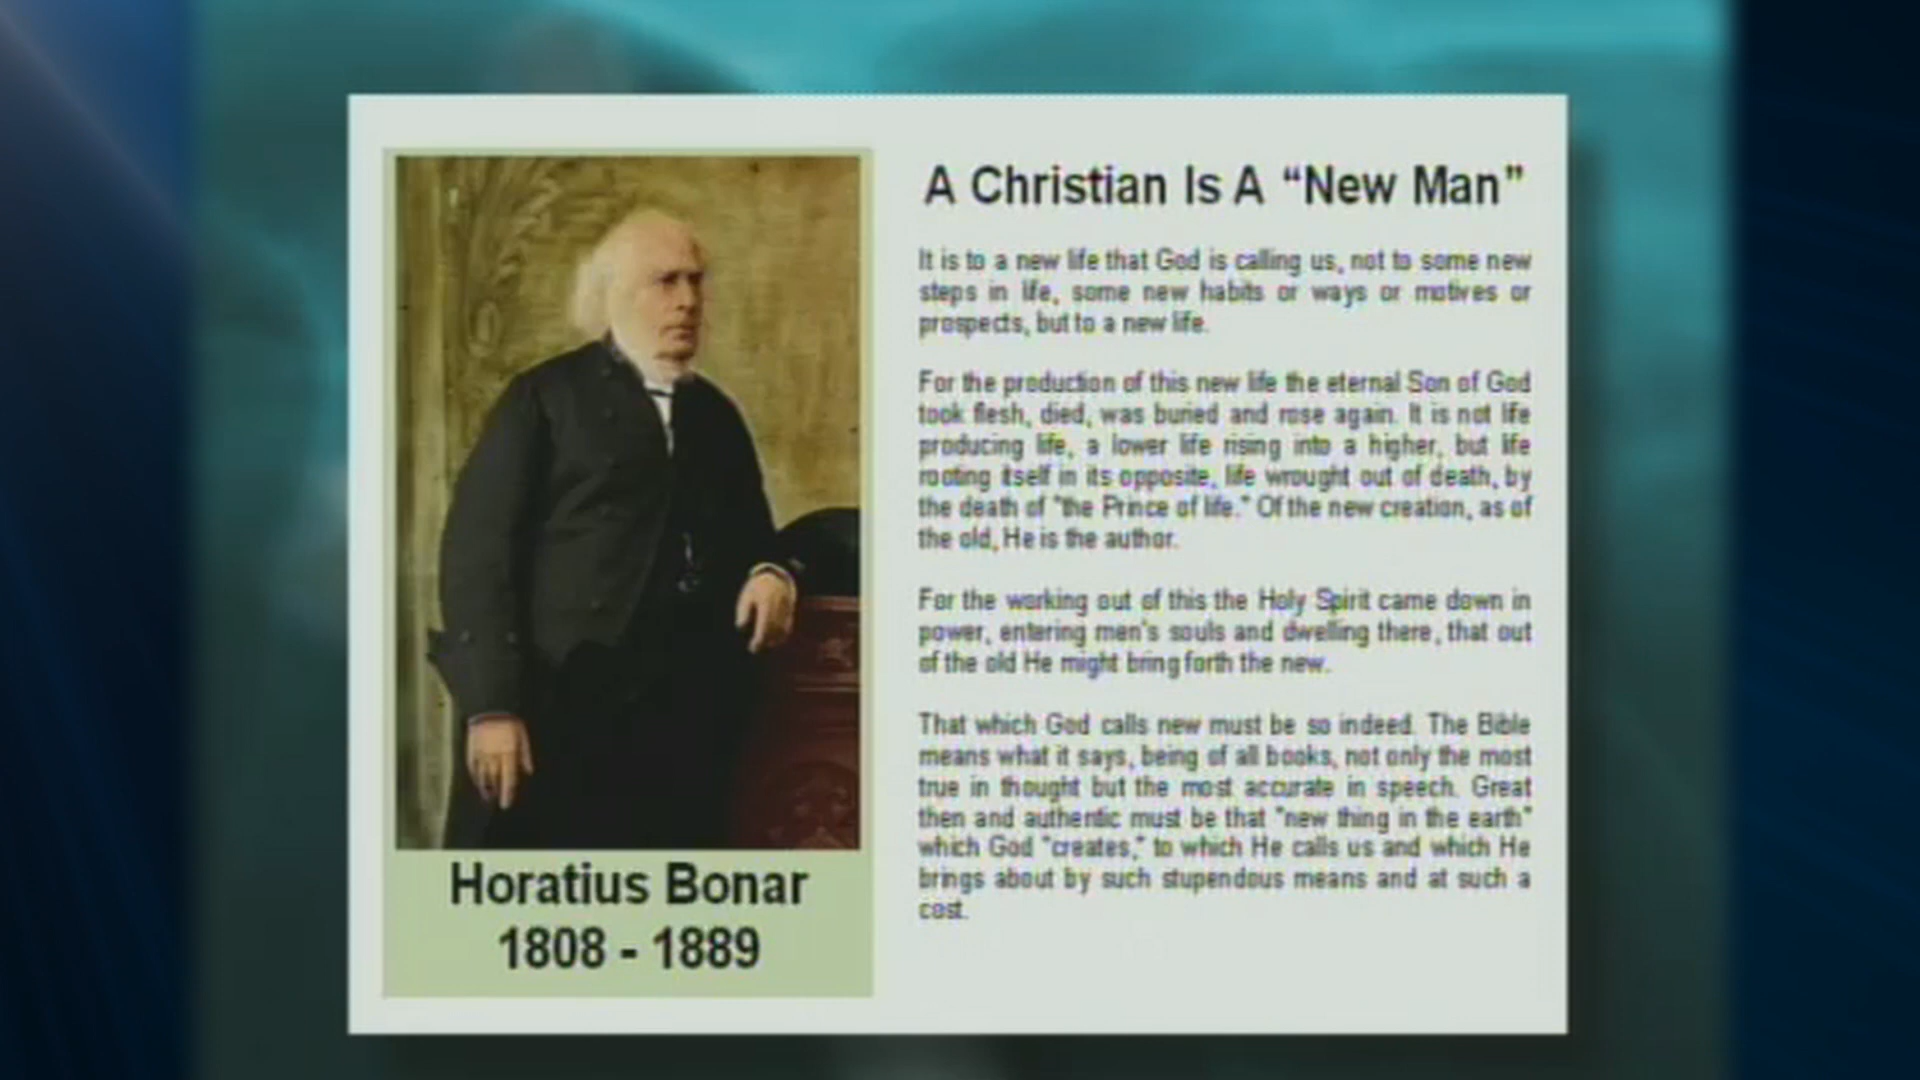 A Christian Is A “New Man”
It is to a new life that God is calling us, not to some new
steps in life, some new habits or ways or motives or
prospects, but to a new life.
For the production of this new life the eternal Son of God
took flesh, died, was buried and rose again. It is not life
producing life, a lower life rising into a higher, but life
rooting itself in its opposite, life wrought out of death, by
the death of "the Prince of life." Of the new creation, as of
the old, He is the author.
For the working out of this the Holy Spirit came down in
power, entering men's souls and dwelling there, that out
of the old He might bring forth the new.
That which God calls new must be so indeed. The Bible
means what it says, being of all books, not only the most
true in thought but the most accurate in speech. Great
then and authentic must be that "new thing in the earth"
which God "creates," to which He calls us and which He
brings about by such stupendous means and at such a
cost.
Horatius Bonar
1808 - 1889